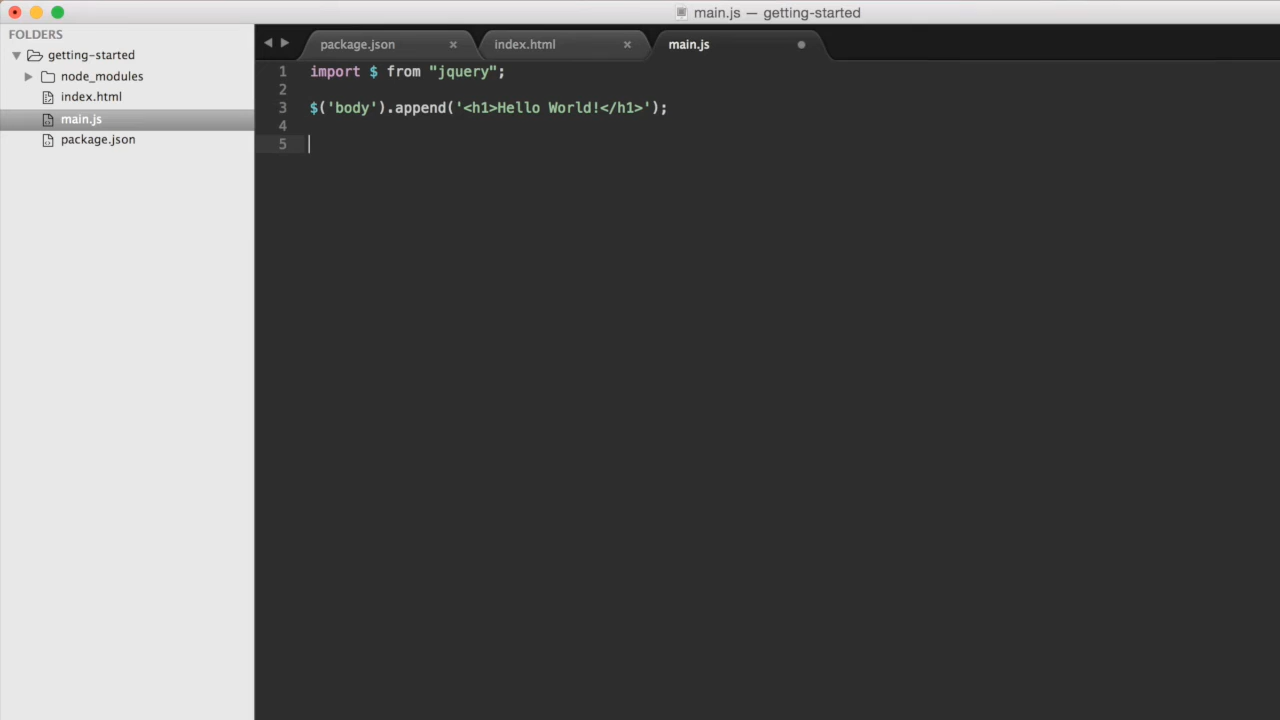 main.js — getting-started
FOLDERS
getting-started
node_modules
index.html
main.js
package.json
package.json
index.html
main.js
1 import $ from "jquery";
2
3 $('body').append('<h1>Hello World!</h1>');
4
5